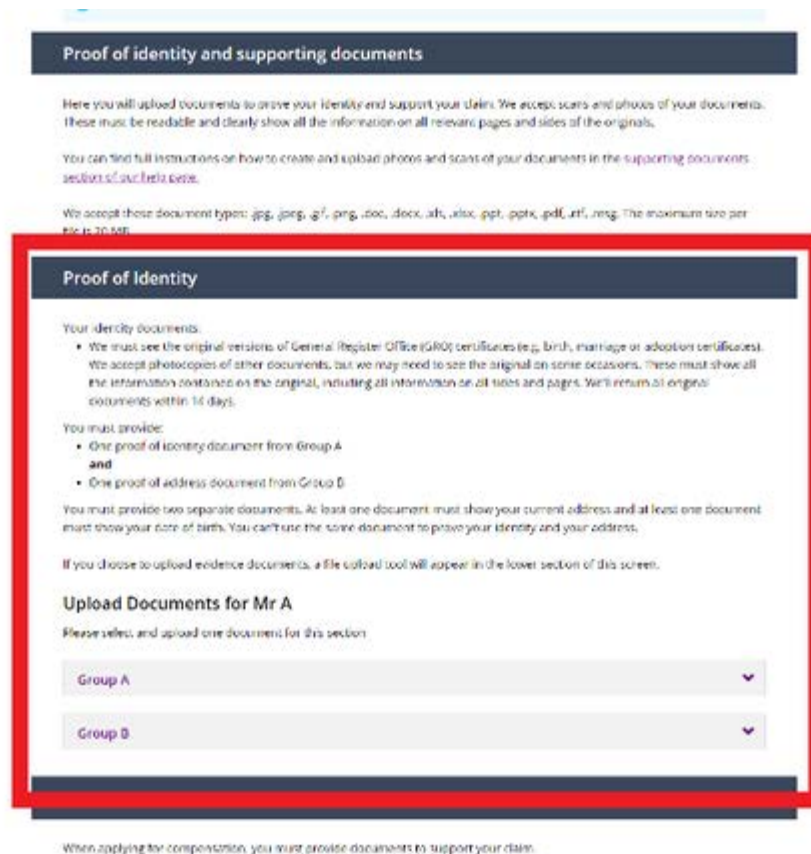 Proof of identity and supporting documents
Here you will upload documents to prove your identity and support your claim. We accept scans and photos of your documents.
These must be readable and clearly show all the information on all relevant pages and sides of the originals.
You can find full instructions on how to create and upload photos and scans of your documents in the supporting documents
section of our help page.
We accept these document types: .jpg, .jpeg, .gif, .png, .doc, .docx, .xls, .xlsx, .ppt, .pptx, .pdf, .rtf, .msg. The maximum size per
file is 20 MB
Proof of Identity
Your identity documents.
• We must see the original versions of General Register Office (GRO) certificates (e.g. birth, marriage or adoption certificates).
We accept photocopies of other documents, but we may need to see the original on some occasions. These must show all
the information contained on the original, including all information on all sides and pages. We'll return all original
documents within 14 days.
You must provide:
• One proof of identity document from Group A
and
• One proof of address document from Group B
You must provide two separate documents. At least one document must show your current address and at least one document
must show your date of birth. You can't use the same document to prove your identity and your address.
If you choose to upload evidence documents, a file upload tool will appear in the lower section of this screen.
Upload Documents for Mr A
Please select and upload one document for this section
Group A
Group B
When applying for compensation, you must provide documents to support your claim.